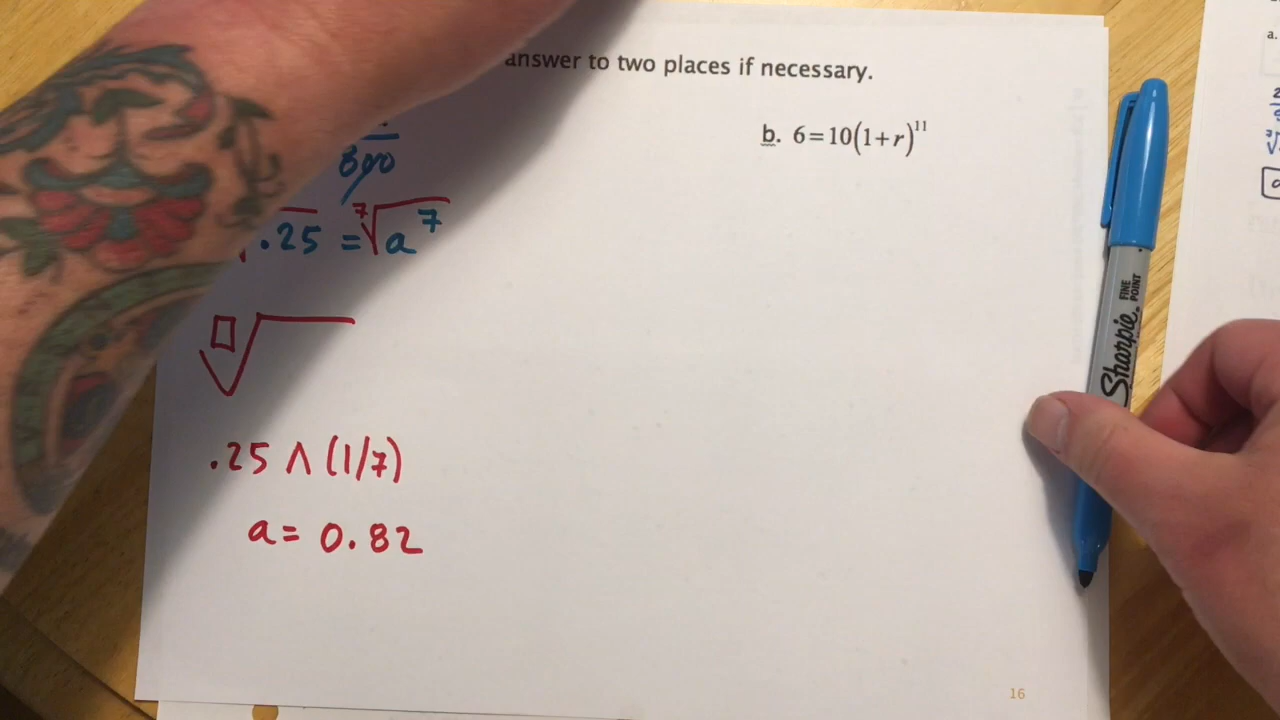 answer to two places if necessary.
b. 6=10(1+r)^11
800
.25 = ⁷√a⁷
.25 ∧ (1/7)
a = 0.82
Sharpie. FINE POINT
16
a.